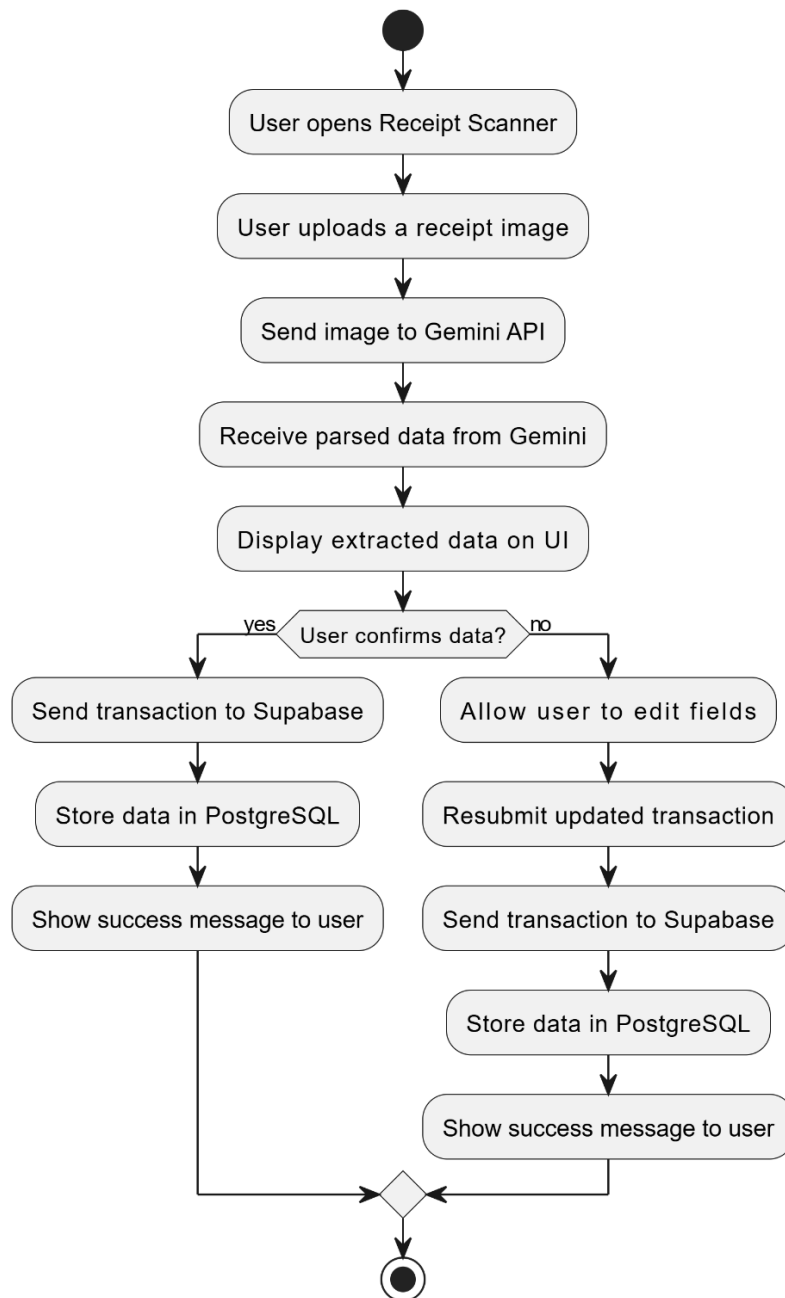 User opens Receipt Scanner
User uploads a receipt image
Send image to Gemini API
Receive parsed data from Gemini
Display extracted data on UI
yes
User confirms data?
no
Send transaction to Supabase
Store data in PostgreSQL
Show success message to user
Allow user to edit fields
Resubmit updated transaction
Send transaction to Supabase
Store data in PostgreSQL
Show success message to user